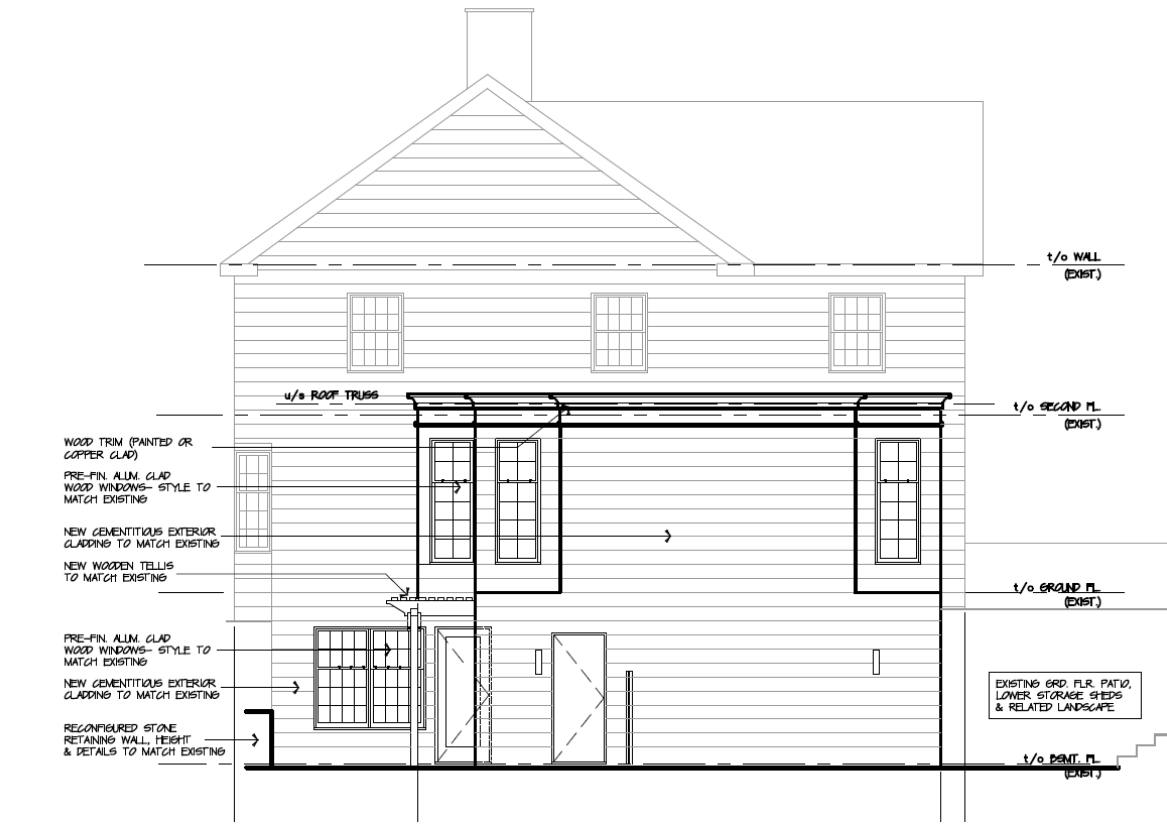 t/o WALL
(EXIST.)
u/s ROOF TRUSS
t/o SECOND FL.
(EXIST.)
WOOD TRIM (PAINTED OR
COPPER CLAD)
PRE-FIN. ALUM. CLAD
WOOD WINDOWS- STYLE TO
MATCH EXISTING
NEW CEMENTITIOUS EXTERIOR
CLADDING TO MATCH EXISTING
NEW WOODEN TELLIS
TO MATCH EXISTING
t/o GROUND FL.
(EXIST.)
PRE-FIN. ALUM. CLAD
WOOD WINDOWS- STYLE TO
MATCH EXISTING
NEW CEMENTITIOUS EXTERIOR
CLADDING TO MATCH EXISTING
EXISTING GRD. FLR. PATIO,
LOWER STORAGE SHEDS
& RELATED LANDSCAPE
RECONFIGURED STONE
RETAINING WALL, HEIGHT
& DETAILS TO MATCH EXISTING
t/o BSMT. FL.
(EXIST.)